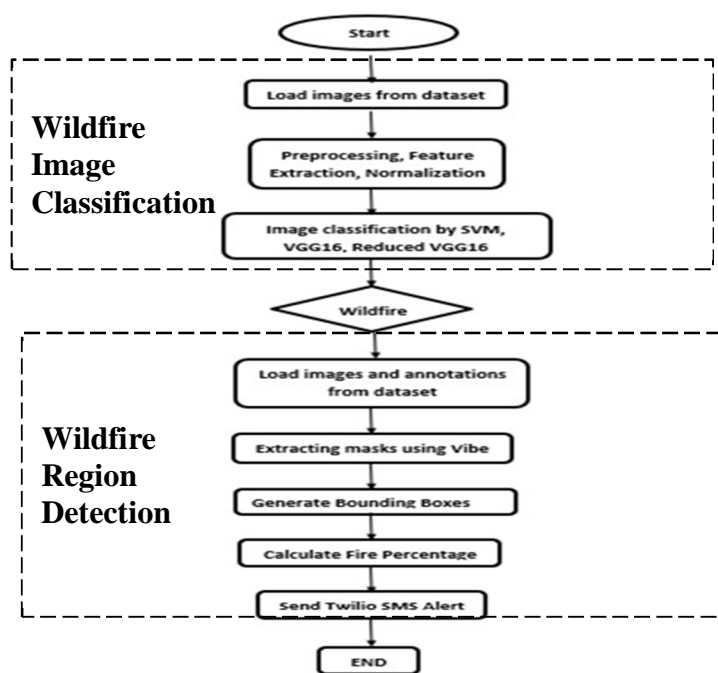 Start
Wildfire
Image
Classification
Load images from dataset
Preprocessing, Feature
Extraction, Normalization
Image classification by SVM,
VGG16, Reduced VGG16
Wildfire
Wildfire
Region
Detection
Load images and annotations
from dataset
Extracting masks using Vibe
Generate Bounding Boxes
Calculate Fire Percentage
Send Twilio SMS Alert
END